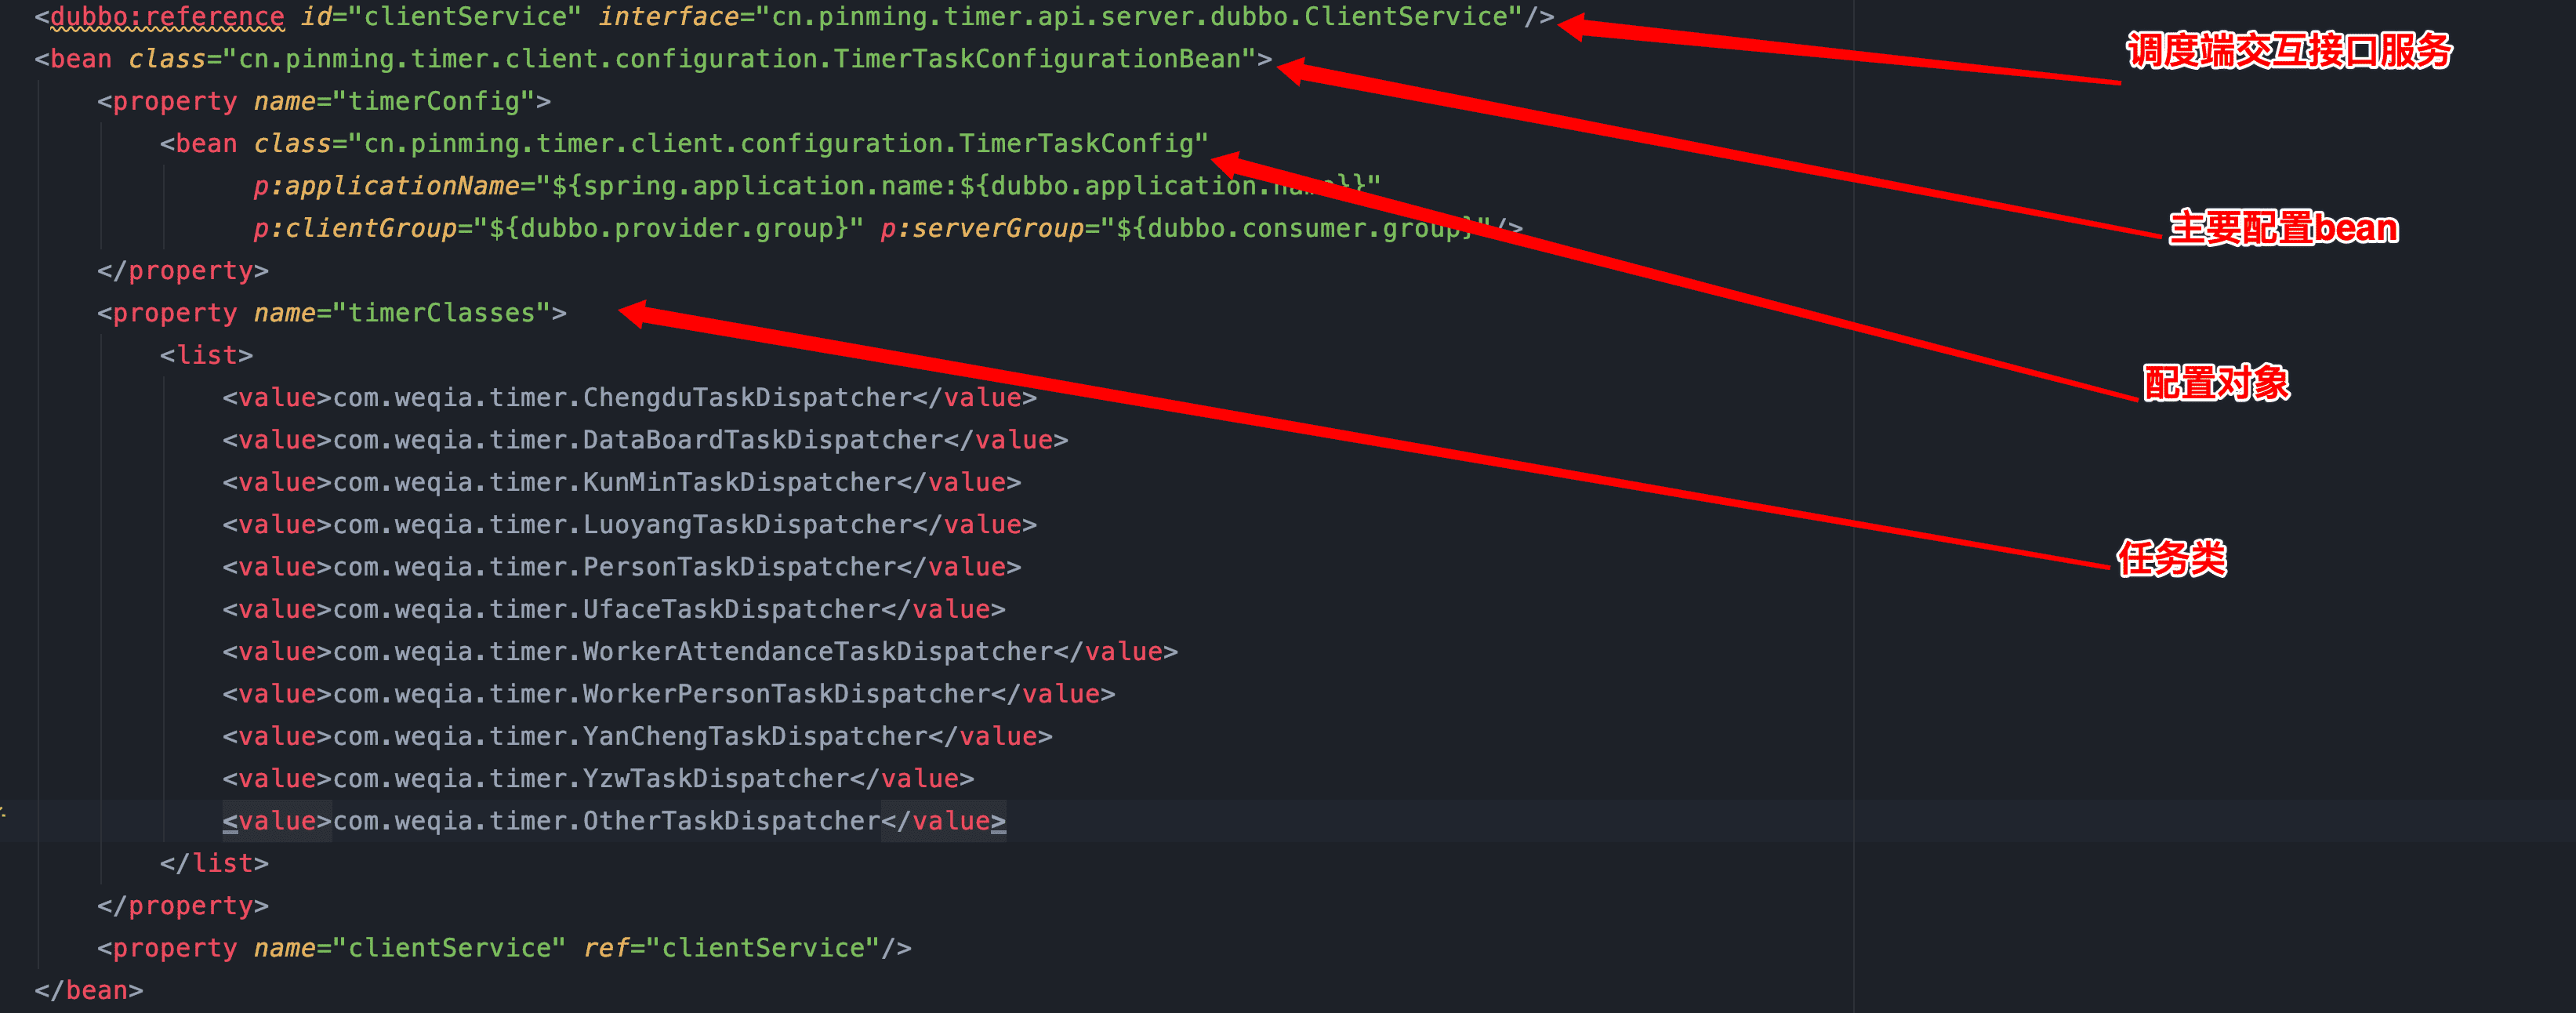 <dubbo:reference id="clientService" interface="cn.pinming.timer.api.server.dubbo.ClientService"/>
调度端交互接口服务
<bean class="cn.pinming.timer.client.configuration.TimerTaskConfigurationBean">
<property name="timerConfig">
<bean class="cn.pinming.timer.client.configuration.TimerTaskConfig"
p:applicationName="${spring.application.name:${dubbo.application.name}}"
p:clientGroup="${dubbo.provider.group}" p:serverGroup="${dubbo.consumer.group}"/>
主要配置bean
</property>
<property name="timerClasses">
<list>
配置对象
<value>com.weqia.timer.ChengduTaskDispatcher</value>
<value>com.weqia.timer.DataBoardTaskDispatcher</value>
<value>com.weqia.timer.KunMinTaskDispatcher</value>
<value>com.weqia.timer.LuoyangTaskDispatcher</value>
任务类
<value>com.weqia.timer.PersonTaskDispatcher</value>
<value>com.weqia.timer.UfaceTaskDispatcher</value>
<value>com.weqia.timer.WorkerAttendanceTaskDispatcher</value>
<value>com.weqia.timer.WorkerPersonTaskDispatcher</value>
<value>com.weqia.timer.YanChengTaskDispatcher</value>
<value>com.weqia.timer.YzwTaskDispatcher</value>
<value>com.weqia.timer.OtherTaskDispatcher</value>
</list>
</property>
<property name="clientService" ref="clientService"/>
</bean>